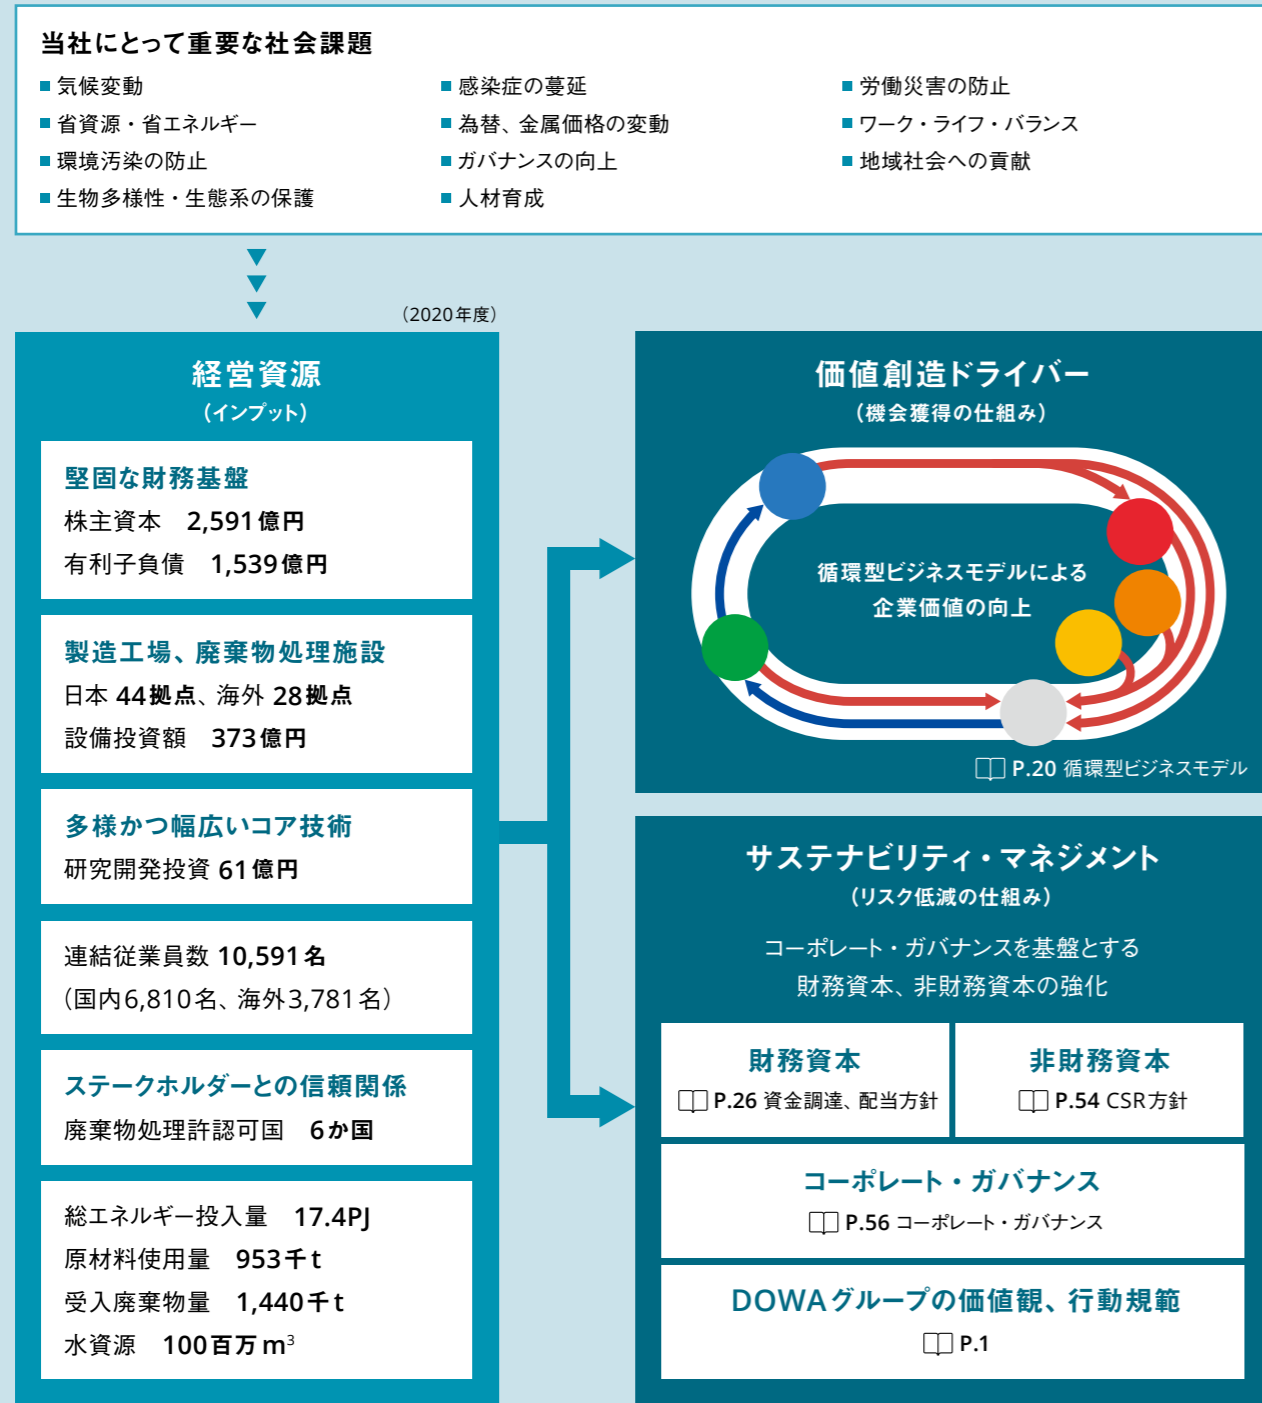 当社にとって重要な社会課題
■ 気候変動
■ 省資源・省エネルギー
■ 環境汚染の防止
■ 生物多様性・生態系の保護
■ 感染症の蔓延
■ 為替、金属価格の変動
■ ガバナンスの向上
■ 人材育成
■ 労働災害の防止
■ ワーク・ライフ・バランス
■ 地域社会への貢献
（2020年度）
経営資源
（インプット）
堅固な財務基盤
株主資本　2,591億円
有利子負債　1,539億円
製造工場、廃棄物処理施設
日本 44拠点、海外 28拠点
設備投資額　373億円
多様かつ幅広いコア技術
研究開発投資 61億円
連結従業員数 10,591名
（国内6,810名、海外3,781名）
ステークホルダーとの信頼関係
廃棄物処理許認可国　6か国
総エネルギー投入量　17.4PJ
原材料使用量　953千t
受入廃棄物量　1,440千t
水資源　100百万m³
価値創造ドライバー
（機会獲得の仕組み）
循環型ビジネスモデルによる
企業価値の向上
P.20 循環型ビジネスモデル
サステナビリティ・マネジメント
（リスク低減の仕組み）
コーポレート・ガバナンスを基盤とする
財務資本、非財務資本の強化
財務資本
P.26 資金調達、配当方針
非財務資本
P.54 CSR方針
コーポレート・ガバナンス
P.56 コーポレート・ガバナンス
DOWAグループの価値観、行動規範
P.1